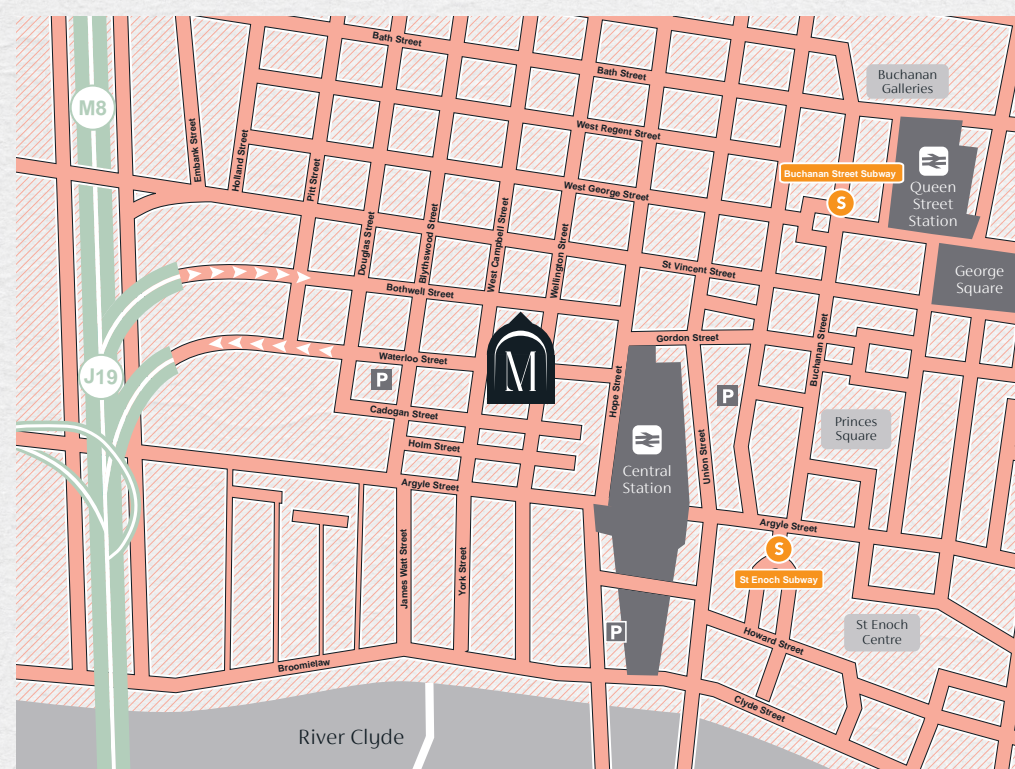 Bath Street
Bath Street
Buchanan
Galleries
M8
West Regent Street
Embank Street
Holland Street
Pitt Street
Buchanan Street Subway
S
Queen
Street
Station
West George Street
Douglas Street
Blythswood Street
West Campbell Street
Wellington Street
St Vincent Street
George
Square
Bothwell Street
Gordon Street
Buchanan Street
J19
Waterloo Street
P
M
Hope Street
P
Cadogan Street
Princes
Square
Holm Street
Central
Station
Union Street
Argyle Street
Argyle Street
S
St Enoch Subway
James Watt Street
York Street
P
St Enoch
Centre
Howard Street
Broomielaw
Clyde Street
River Clyde